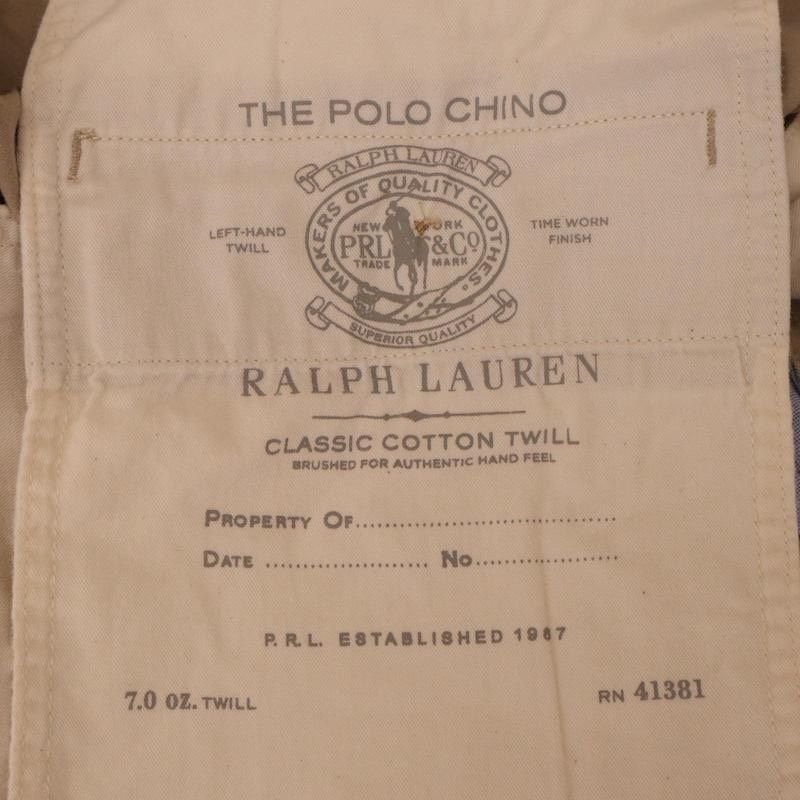 THE POLO CHINO
RALPH LAUREN
MAKERS OF QUALITY CLOTHES.
LEFT-HAND
TWILL
NEW YORK
PRL & Co
TRADE MARK
TIME WORN
FINISH
SUPERIOR QUALITY
RALPH LAUREN
CLASSIC COTTON TWILL
BRUSHED FOR AUTHENTIC HAND FEEL
PROPERTY OF..............................
DATE .................... No.................
P.R.L. ESTABLISHED 1967
7.0 oz. TWILL
RN 41381